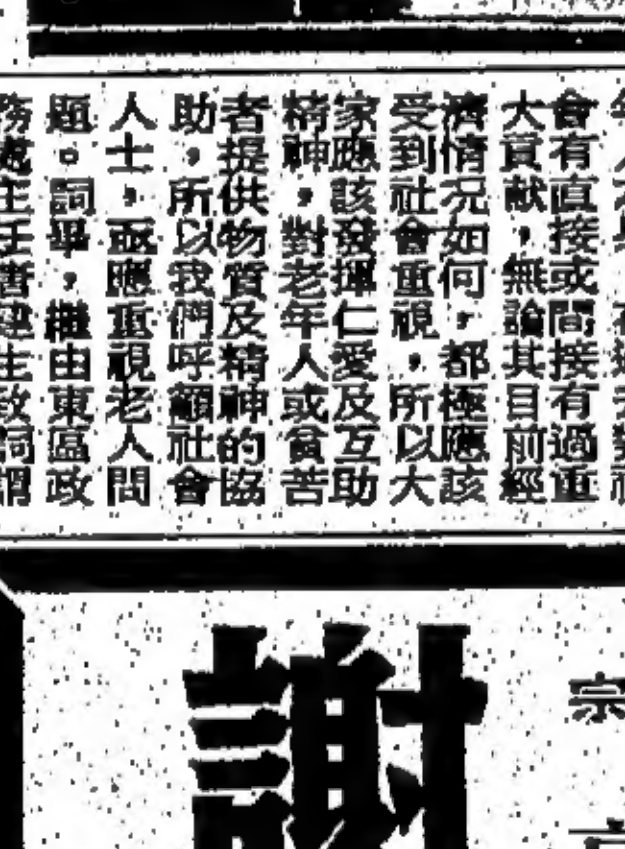 會有直接或間接有過重
大貢献，無論其目前經
濟情況如何，都極應該
受到社會重視，所以大
家應該發揮仁愛及互助
精神，對老年人或貧苦
者提供物質及精神的協
助，所以我們呼籲社會
人士，亟應重視老人問
題。詞畢，繼由東區政
務處主任
生致詞謂
謝
宗